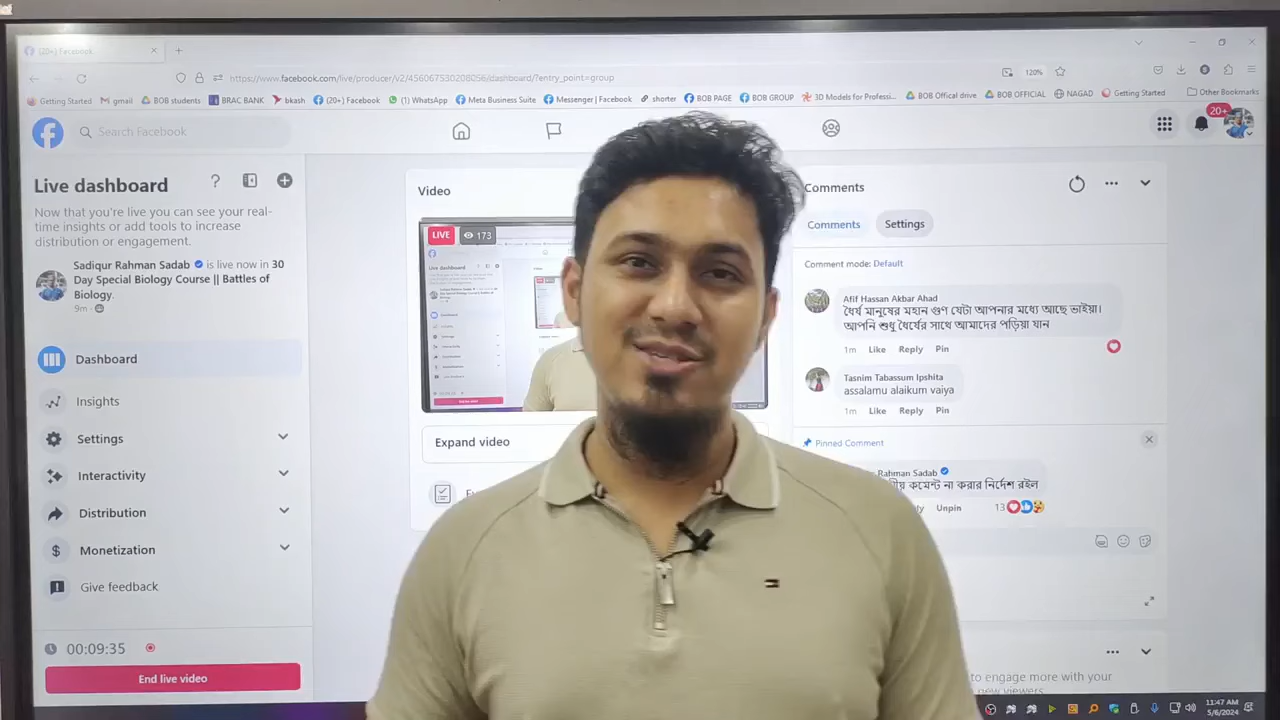 (20+) Facebook
https://www.facebook.com/live/producer/v2/456067530208056/dashboard/?entry_point=group
120%
Getting Started
gmail
BOB students
BRAC BANK
bkash
(20+) Facebook
(1) WhatsApp
Meta Business Suite
Messenger | Facebook
shorter
BOB PAGE
BOB GROUP
3D Models for Professi...
BOB Offical drive
BOB OFFICIAL
NAGAD
Getting Started
Other Bookmarks
Search Facebook
20+
Live dashboard
Now that you're live you can see your real-
time insights or add tools to increase
distribution or engagement.
Sadiqur Rahman Sadab is live now in 30
Day Special Biology Course || Battles of
Biology.
9m
Dashboard
Insights
Settings
Interactivity
Distribution
Monetization
Give feedback
00:09:35
End live video
Video
LIVE
173
Expand video
Comments
Comments
Settings
Comment mode: Default
Afif Hassan Akbar Ahad
ধৈর্য মানুষের মহান গুণ যেটা আপনার মধ্যে আছে ভাইয়া।
আপনি শুধু ধৈর্যের সাথে আমাদের পড়িয়া যান
1m Like Reply Pin
Tasnim Tabassum Ipshita
assalamu alaikum vaiya
1m Like Reply Pin
Pinned Comment
Rahman Sadab
কমেন্ট না করার নির্দেশ রইল
Unpin
13
to engage more with your
new viewers.
11:47 AM
5/6/2024